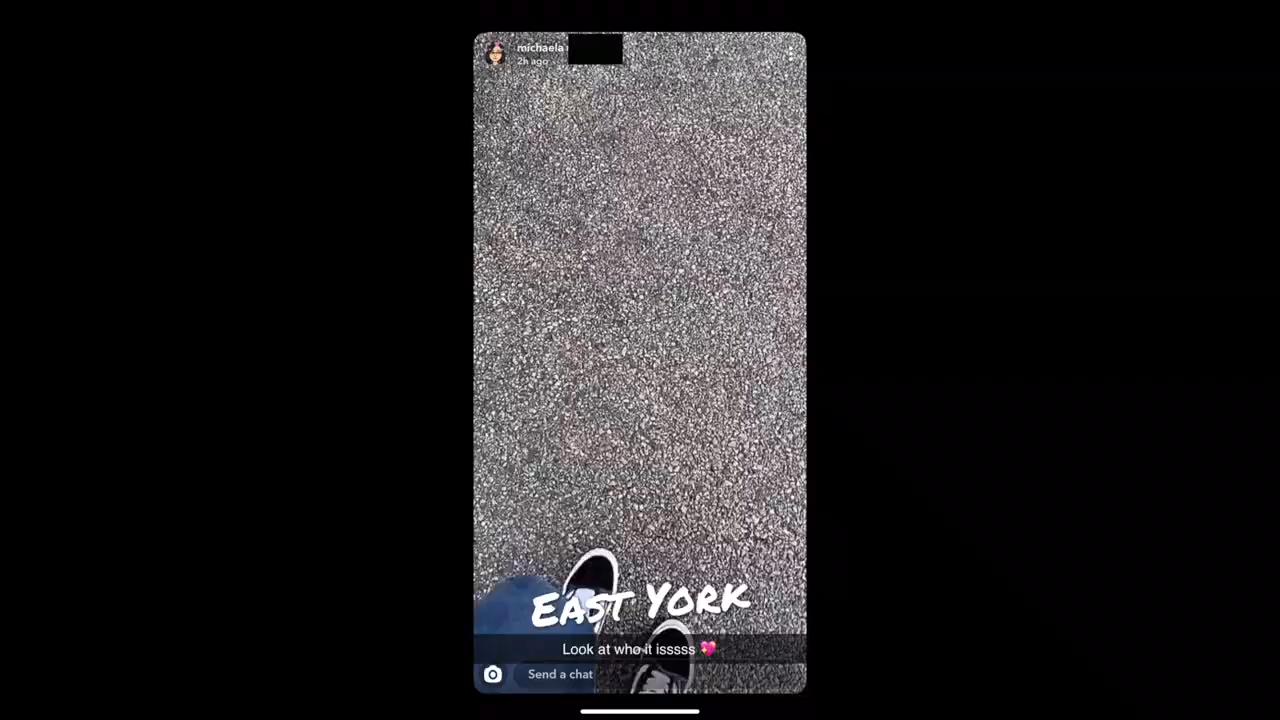 michaela
2h ago
EAST YORK
Look at who it isssss 💖
Send a chat